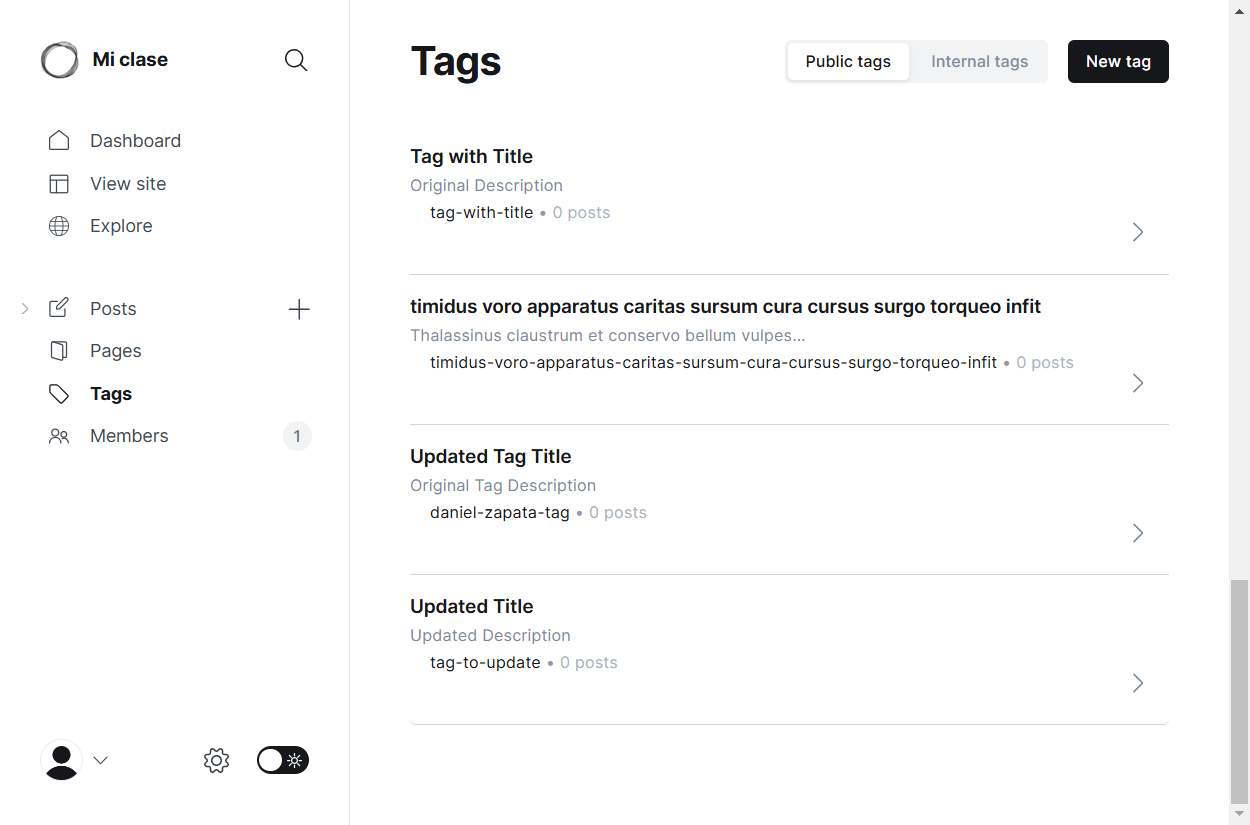 Mi clase
Dashboard
View site
Explore
Posts
Pages
Tags
Members 1
Tags
Public tags Internal tags New tag
Tag with Title
Original Description
tag-with-title • 0 posts
timidus voro apparatus caritas sursum cura cursus surgo torqueo infit
Thalassinus claustrum et conservo bellum vulpes...
timidus-voro-apparatus-caritas-sursum-cura-cursus-surgo-torqueo-infit • 0 posts
Updated Tag Title
Original Tag Description
daniel-zapata-tag • 0 posts
Updated Title
Updated Description
tag-to-update • 0 posts